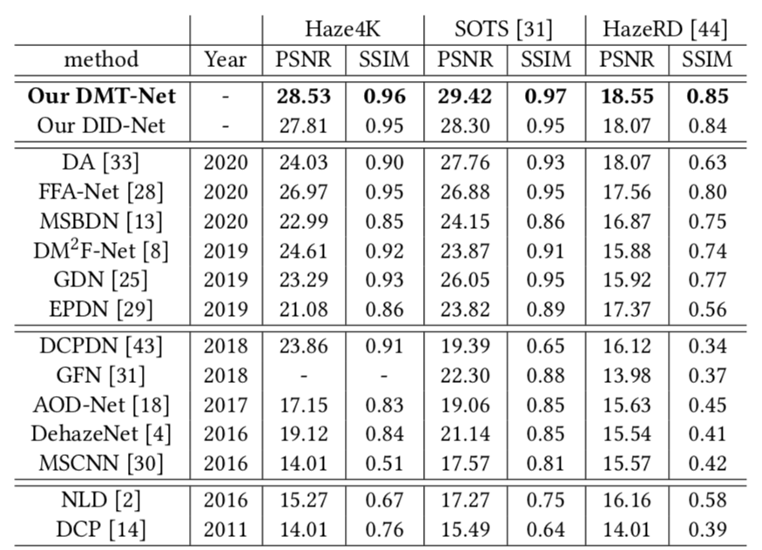 Haze4K SOTS [31] HazeRD [44]
method Year PSNR SSIM PSNR SSIM PSNR SSIM
Our DMT-Net - 28.53 0.96 29.42 0.97 18.55 0.85
Our DID-Net - 27.81 0.95 28.30 0.95 18.07 0.84
DA [33] 2020 24.03 0.90 27.76 0.93 18.07 0.63
FFA-Net [28] 2020 26.97 0.95 26.88 0.95 17.56 0.80
MSBDN [13] 2020 22.99 0.85 24.15 0.86 16.87 0.75
DM²F-Net [8] 2019 24.61 0.92 23.87 0.91 15.88 0.74
GDN [25] 2019 23.29 0.93 26.05 0.95 15.92 0.77
EPDN [29] 2019 21.08 0.86 23.82 0.89 17.37 0.56
DCPDN [43] 2018 23.86 0.91 19.39 0.65 16.12 0.34
GFN [31] 2018 - - 22.30 0.88 13.98 0.37
AOD-Net [18] 2017 17.15 0.83 19.06 0.85 15.63 0.45
DehazeNet [4] 2016 19.12 0.84 21.14 0.85 15.54 0.41
MSCNN [30] 2016 14.01 0.51 17.57 0.81 15.57 0.42
NLD [2] 2016 15.27 0.67 17.27 0.75 16.16 0.58
DCP [14] 2011 14.01 0.76 15.49 0.64 14.01 0.39